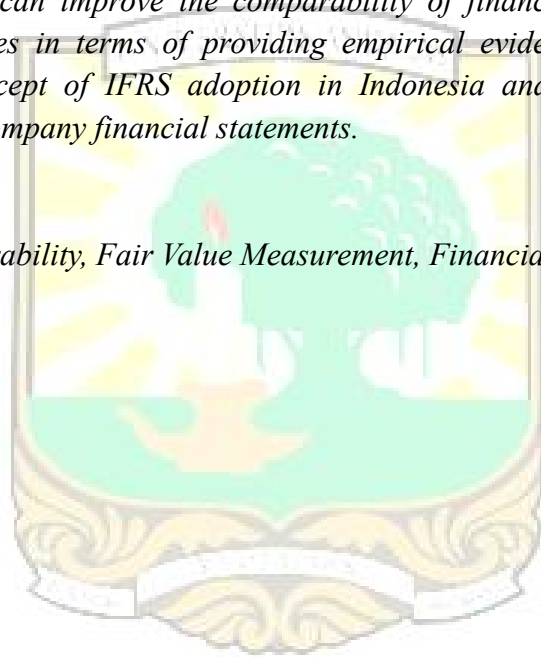 can improve the comparability of financ
es in terms of providing empirical evide
cept of IFRS adoption in Indonesia and
ompany financial statements.
ability, Fair Value Measurement, Financia